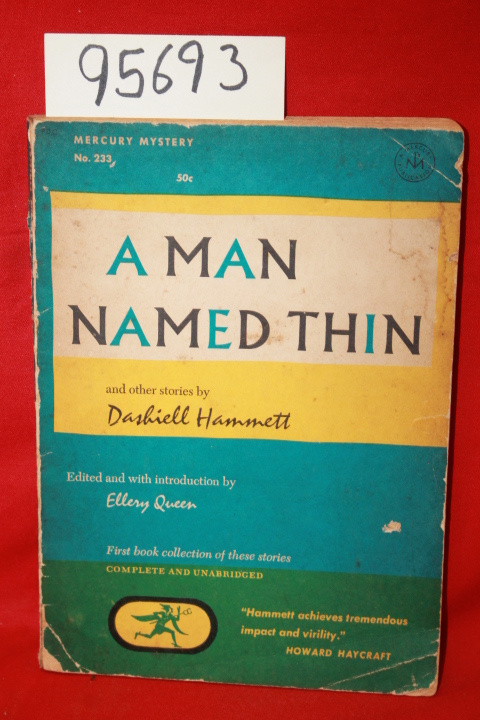 95693
MERCURY MYSTERY
No. 233
50c
A MAN
NAMED THIN
and other stories by
Dashiell Hammett
Edited and with introduction by
Ellery Queen
First book collection of these stories
COMPLETE AND UNABRIDGED
"Hammett achieves tremendous
impact and virility."
HOWARD HAYCRAFT